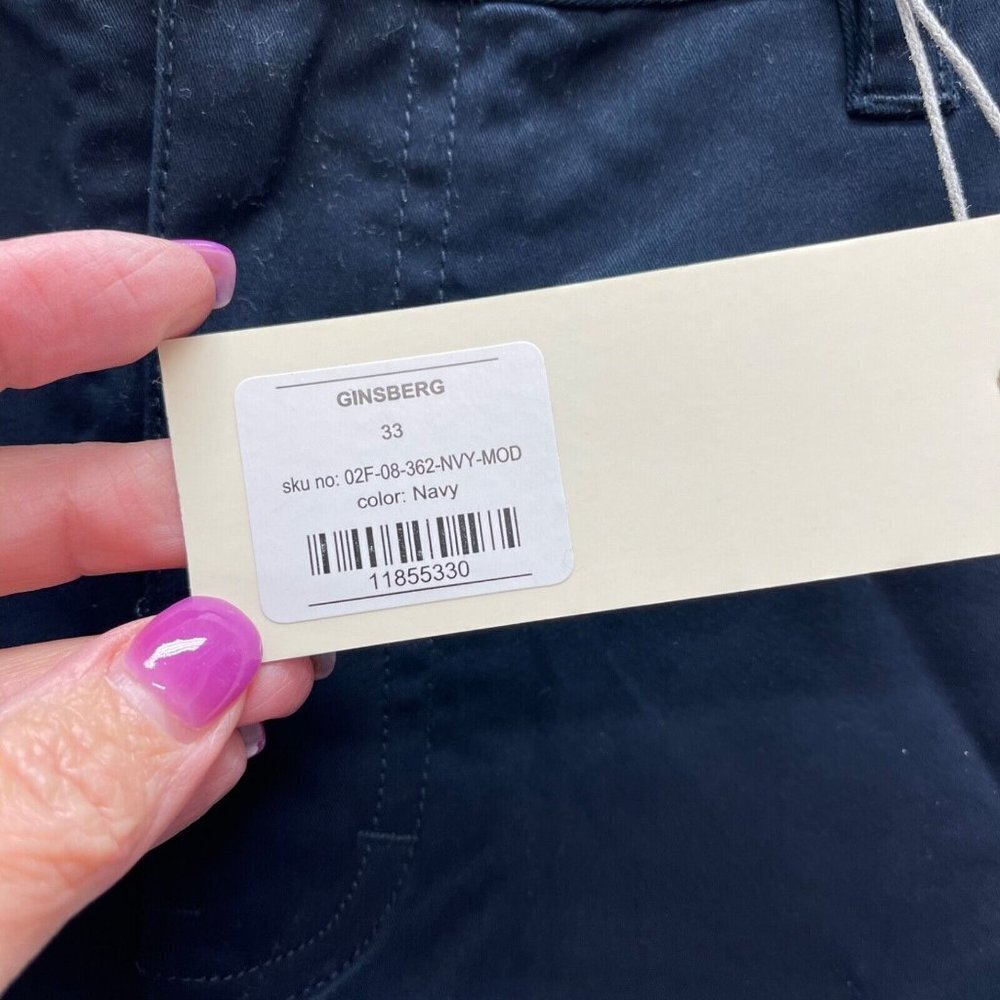 GINSBERG
33
sku no: 02F-08-362-NVY-MOD
color: Navy
11855330